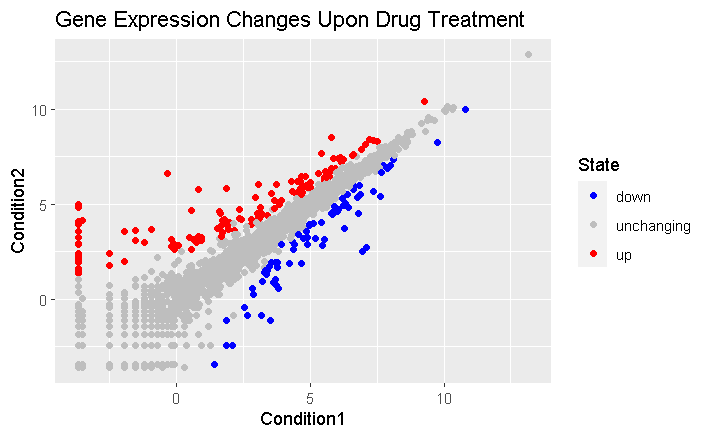 Gene Expression Changes Upon Drug Treatment
10
5
0
Condition2
0 5 10
Condition1
State
down
unchanging
up